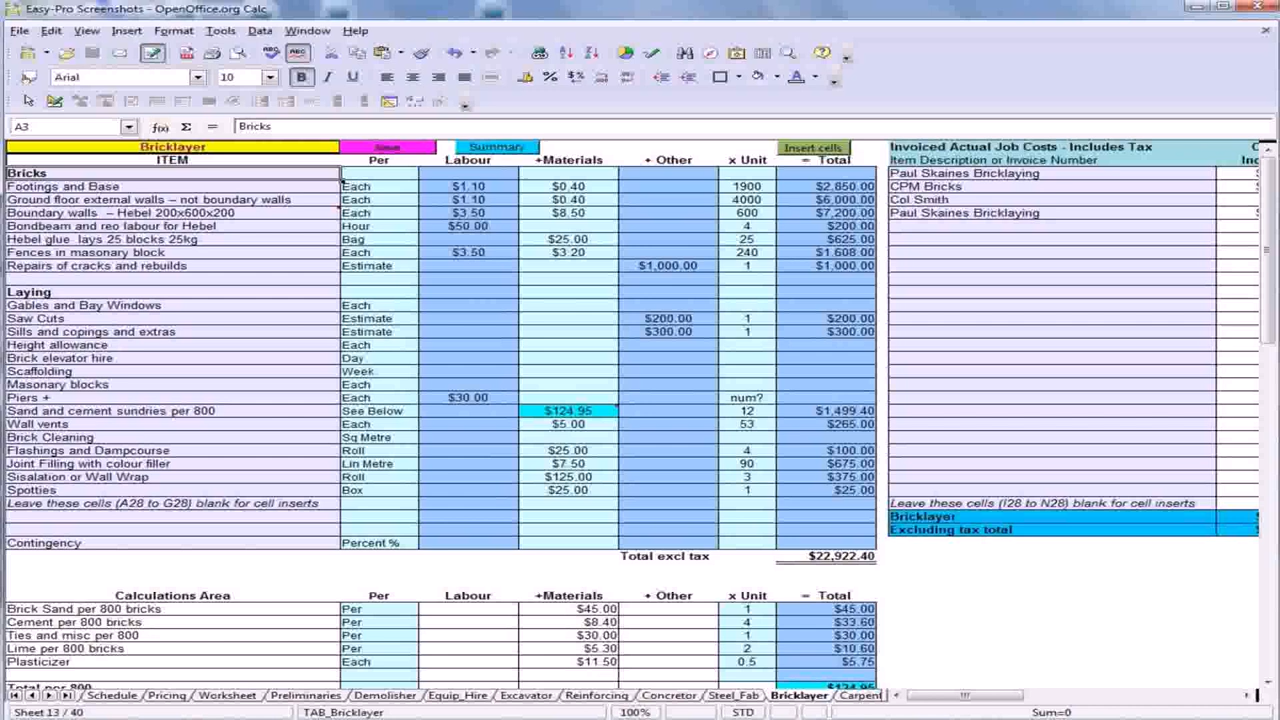 Easy-Pro Screenshots - OpenOffice.org Calc
File Edit View Insert Format Tools Data Window Help
Arial 10
A3 = Bricks
Bricklayer Summary Insert cells Invoiced Actual Job Costs - Includes Tax
ITEM Per Labour +Materials + Other x Unit = Total Item Description or Invoice Number
Bricks Paul Skaines Bricklaying
Footings and Base Each $1.10 $0.40 1900 $2,850.00 CPM Bricks
Ground floor external walls – not boundary walls Each $1.10 $0.40 4000 $6,000.00 Col Smith
Boundary walls – Hebel 200x600x200 Each $3.50 $8.50 600 $7,200.00 Paul Skaines Bricklaying
Bondbeam and reo labour for Hebel Hour $50.00 4 $200.00
Hebel glue lays 25 blocks 25kg Bag $25.00 25 $625.00
Fences in masonary block Each $3.50 $3.20 240 $1,608.00
Repairs of cracks and rebuilds Estimate $1,000.00 1 $1,000.00
Laying
Gables and Bay Windows Each
Saw Cuts Estimate $200.00 1 $200.00
Sills and copings and extras Estimate $300.00 1 $300.00
Height allowance Each
Brick elevator hire Day
Scaffolding Week
Masonary blocks Each
Piers + Each $30.00 num?
Sand and cement sundries per 800 See Below $124.95 12 $1,499.40
Wall vents Each $5.00 53 $265.00
Brick Cleaning Sq Metre
Flashings and Dampcourse Roll $25.00 4 $100.00
Joint Filling with colour filler Lin Metre $7.50 90 $675.00
Sisalation or Wall Wrap Roll $125.00 3 $375.00
Spotties Box $25.00 1 $25.00
Leave these cells (A28 to G28) blank for cell inserts Leave these cells (I28 to N28) blank for cell inserts
Bricklayer
Excluding tax total
Contingency Percent %
Total excl tax $22,922.40
Calculations Area Per Labour +Materials + Other x Unit = Total
Brick Sand per 800 bricks Per $45.00 1 $45.00
Cement per 800 bricks Per $8.40 4 $33.60
Ties and misc per 800 Per $30.00 1 $30.00
Lime per 800 bricks Per $5.30 2 $10.60
Plasticizer Each $11.50 0.5 $5.75
Total per 800 $124.95
Schedule Pricing Worksheet Preliminaries Demolisher Equip_Hire Excavator Reinforcing Concretor Steel_Fab Bricklayer Carpent
Sheet 13 / 40 TAB_Bricklayer 100% STD Sum=0